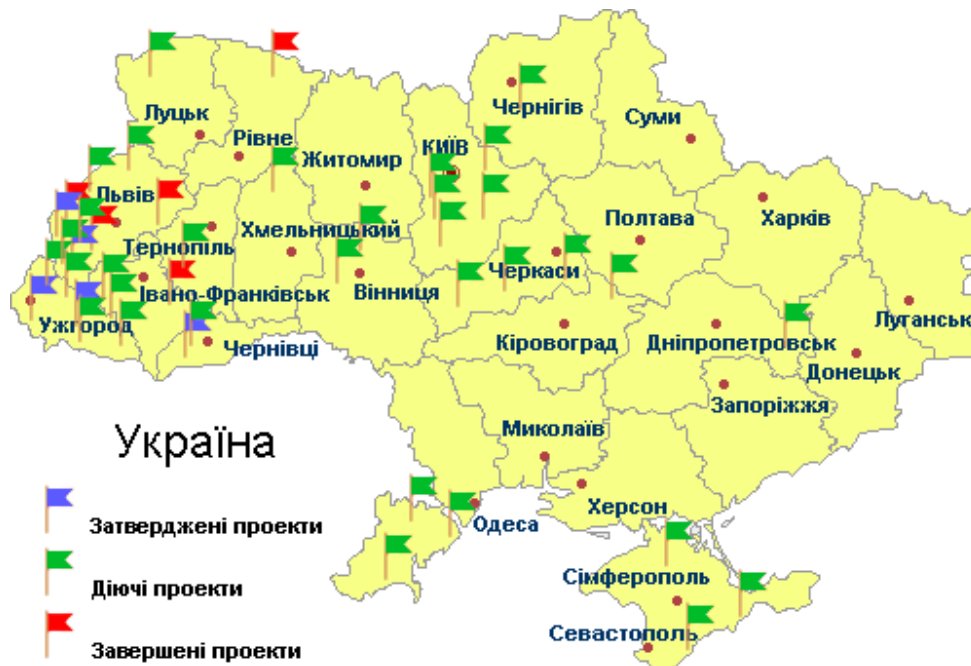 Чернігів
Луцьк
Суми
Рівне
КИЇВ
Житомир
Львів
Харків
Полтава
Хмельницький
Тернопіль
Черкаси
Івано-Франківськ
Вінниця
Луганськ
Ужгород
Чернівці
Кіровоград
Дніпропетровськ
Донецьк
Запоріжжя
Миколаїв
Україна
Херсон
Одеса
Затверджені проекти
Сімферополь
Діючі проекти
Севастополь
Завершені проекти